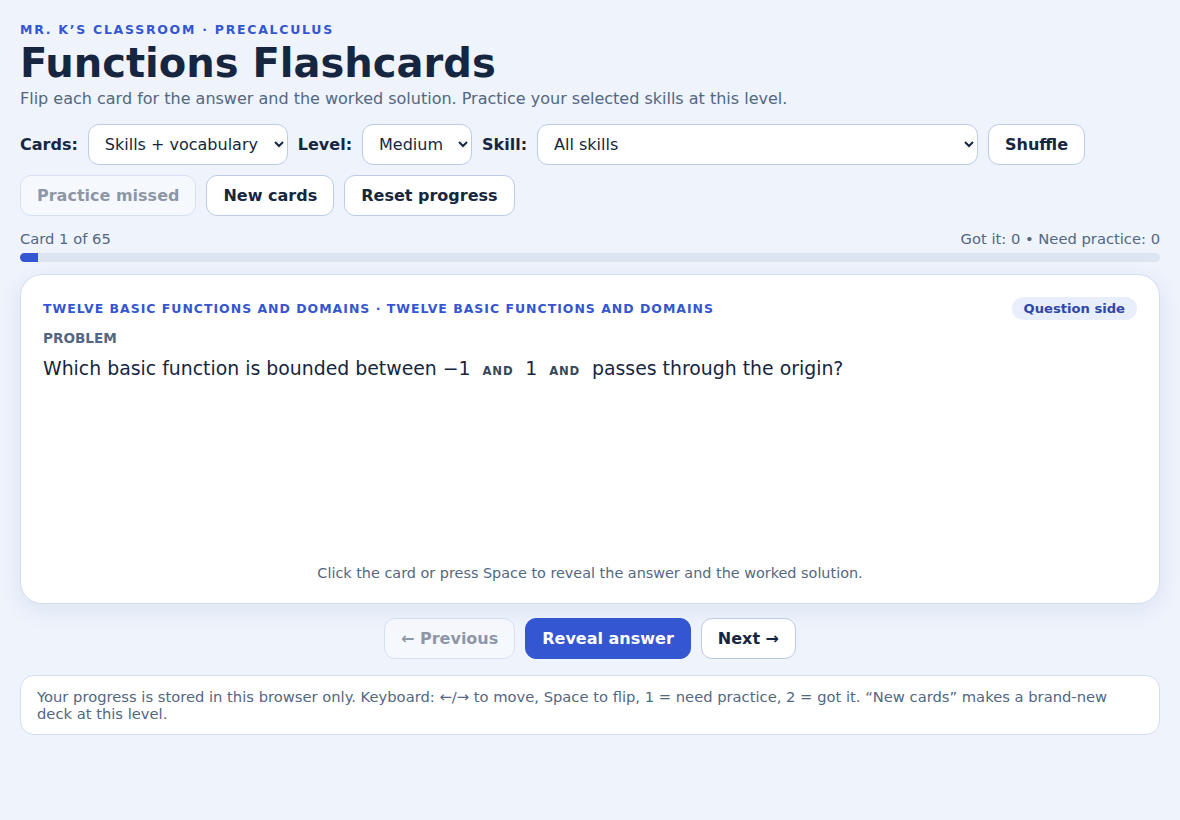 MR. K’S CLASSROOM · PRECALCULUS
Functions Flashcards
Flip each card for the answer and the worked solution. Practice your selected skills at this level.
Cards: Skills + vocabulary Level: Medium Skill: All skills Shuffle
Practice missed New cards Reset progress
Card 1 of 65 Got it: 0 • Need practice: 0
TWELVE BASIC FUNCTIONS AND DOMAINS · TWELVE BASIC FUNCTIONS AND DOMAINS Question side
PROBLEM
Which basic function is bounded between −1 AND 1 AND passes through the origin?
Click the card or press Space to reveal the answer and the worked solution.
← Previous Reveal answer Next →
Your progress is stored in this browser only. Keyboard: ←/→ to move, Space to flip, 1 = need practice, 2 = got it. “New cards” makes a brand-new
deck at this level.